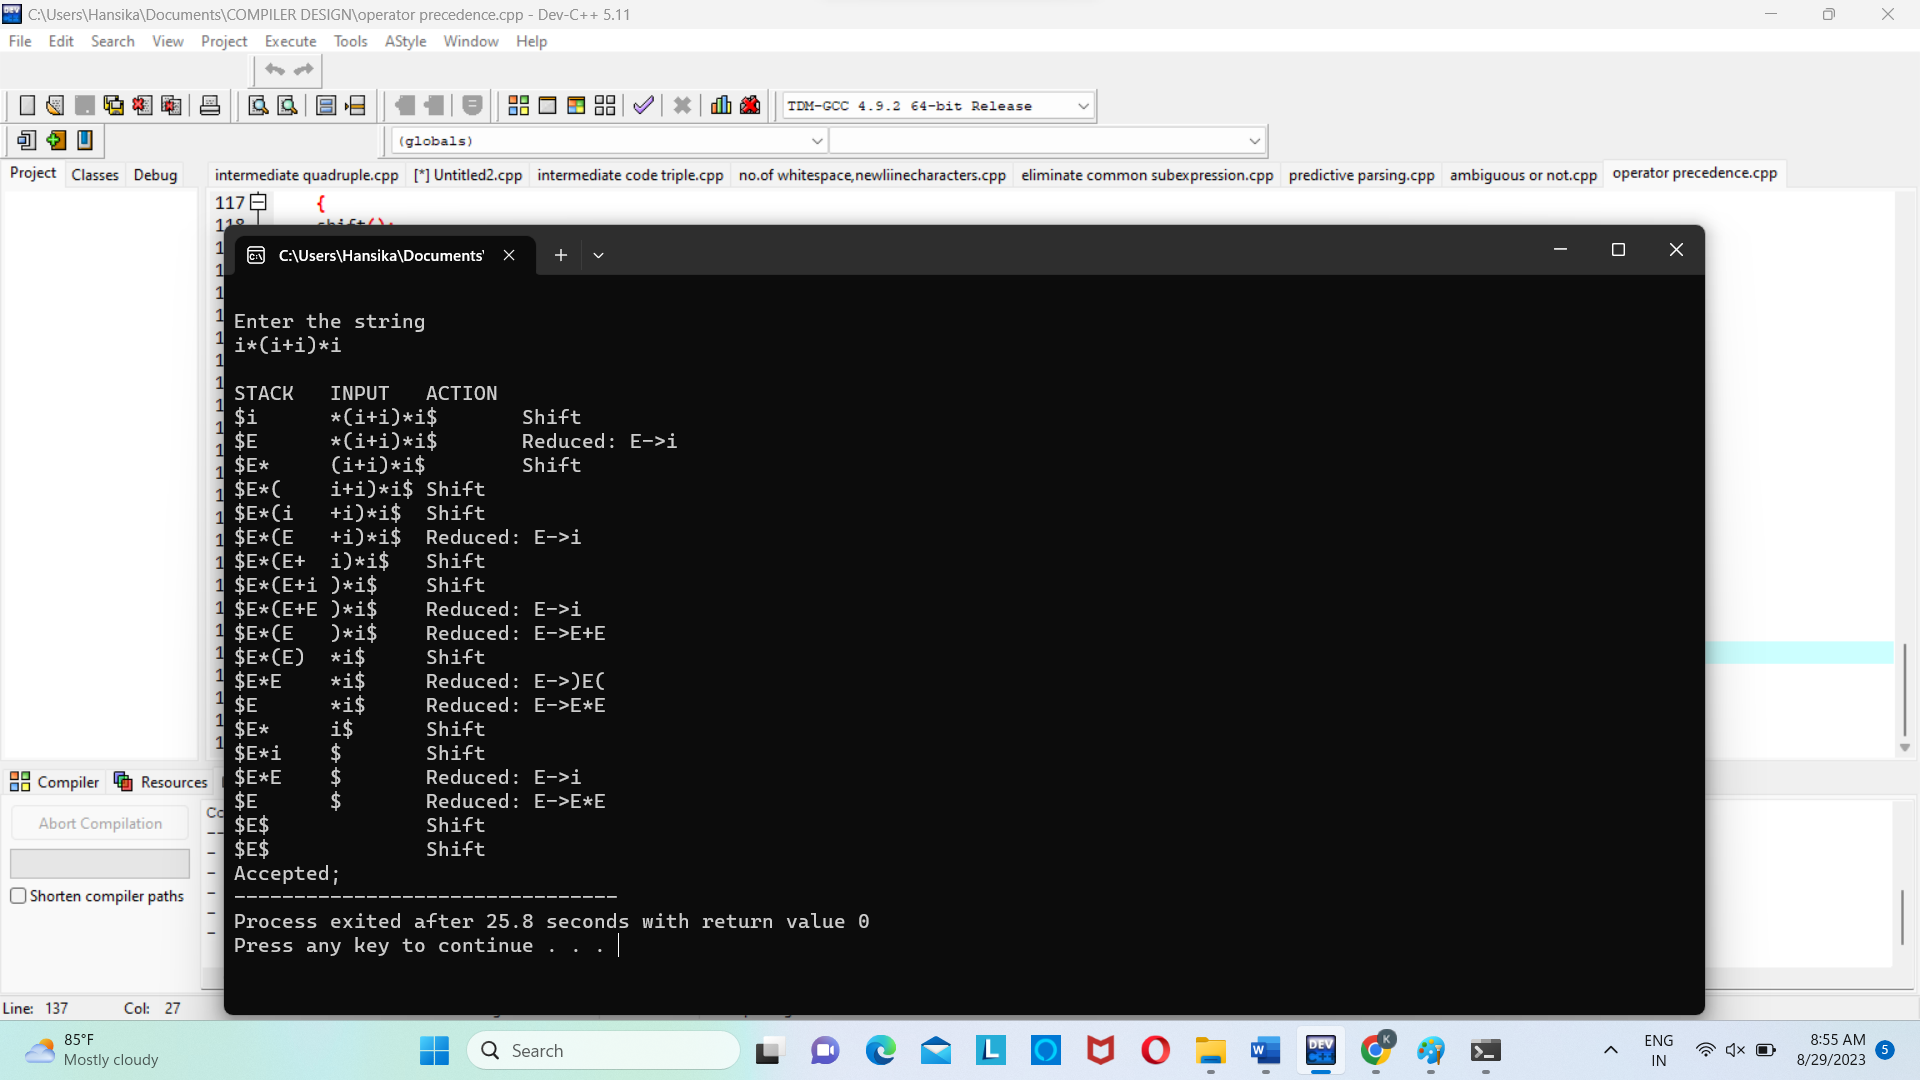 C:\Users\Hansika\Documents\COMPILER DESIGN\operator precedence.cpp - Dev-C++ 5.11
File Edit Search View Project Execute Tools AStyle Window Help
TDM-GCC 4.9.2 64-bit Release
(globals)
Project Classes Debug
intermediate quadruple.cpp [*] Untitled2.cpp intermediate code triple.cpp no.of whitespace,newliinecharacters.cpp eliminate common subexpression.cpp predictive parsing.cpp ambiguous or not.cpp operator precedence.cpp
117 {
118 shift();
C:\Users\Hansika\Documents'
Enter the string
i*(i+i)*i
STACK INPUT ACTION
$i *(i+i)*i$ Shift
$E *(i+i)*i$ Reduced: E->i
$E* (i+i)*i$ Shift
$E*( i+i)*i$ Shift
$E*(i +i)*i$ Shift
$E*(E +i)*i$ Reduced: E->i
$E*(E+ i)*i$ Shift
$E*(E+i )*i$ Shift
$E*(E+E )*i$ Reduced: E->i
$E*(E )*i$ Reduced: E->E+E
$E*(E) *i$ Shift
$E*E *i$ Reduced: E->)E(
$E *i$ Reduced: E->E*E
$E* i$ Shift
$E*i $ Shift
$E*E $ Reduced: E->i
$E $ Reduced: E->E*E
$E$ Shift
$E$ Shift
Accepted;
--------------------------------
Process exited after 25.8 seconds with return value 0
Press any key to continue . . .
Compiler Resources
Abort Compilation
Shorten compiler paths
Line: 137 Col: 27
85°F
Mostly cloudy
Search
DEV
K
ENG
IN
8:55 AM
8/29/2023
5